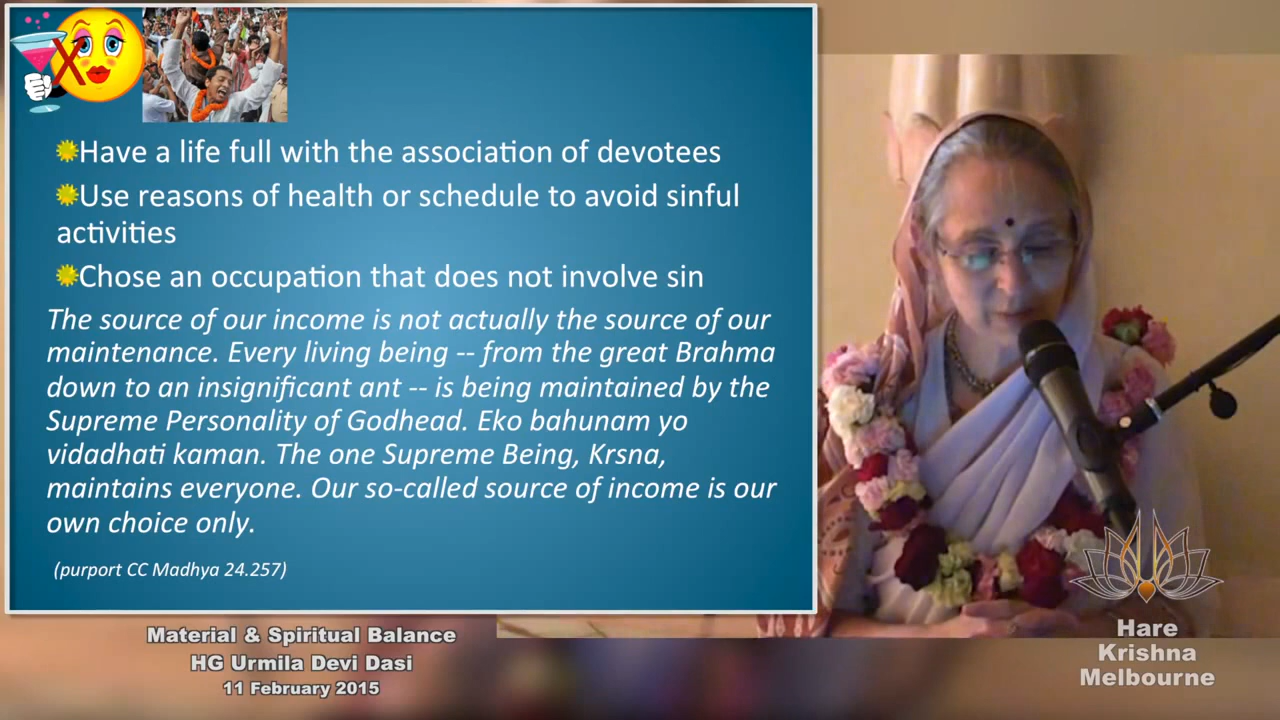 Have a life full with the association of devotees
Use reasons of health or schedule to avoid sinful
activities
Chose an occupation that does not involve sin
The source of our income is not actually the source of our
maintenance. Every living being -- from the great Brahma
down to an insignificant ant -- is being maintained by the
Supreme Personality of Godhead. Eko bahunam yo
vidadhati kaman. The one Supreme Being, Krsna,
maintains everyone. Our so-called source of income is our
own choice only.
(purport CC Madhya 24.257)
Material & Spiritual Balance
HG Urmila Devi Dasi
11 February 2015
Hare
Krishna
Melbourne